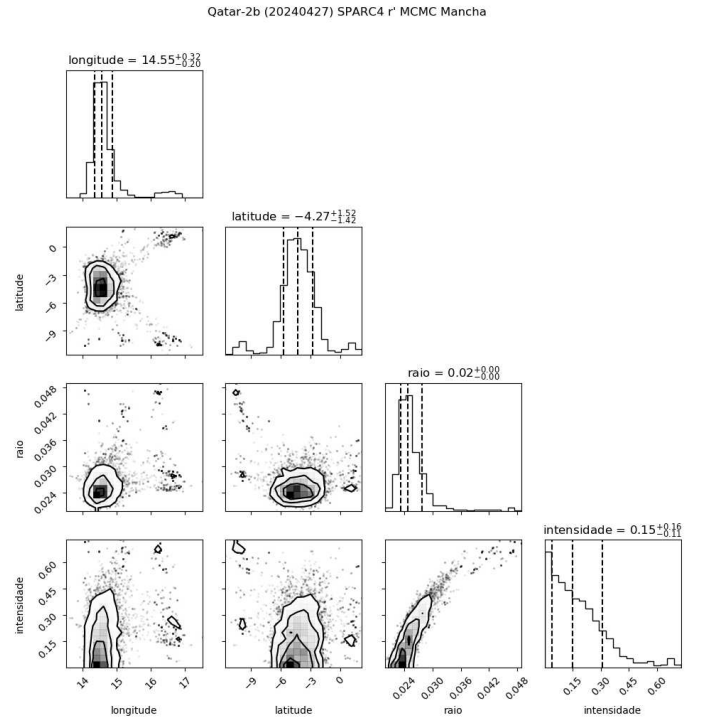 Qatar-2b (20240427) SPARC4 r' MCMC Mancha
longitude = 14.55+0.32−0.20
latitude = −4.27+1.52−1.42
latitude
0
−3
−6
−9
raio = 0.02+0.00−0.00
raio
0.048
0.042
0.036
0.030
0.024
intensidade = 0.15+0.16−0.11
intensidade
0.60
0.45
0.30
0.15
14 15 16 17 −9 −6 −3 0 0.024 0.030 0.036 0.042 0.048 0.15 0.30 0.45 0.60
longitude latitude raio intensidade